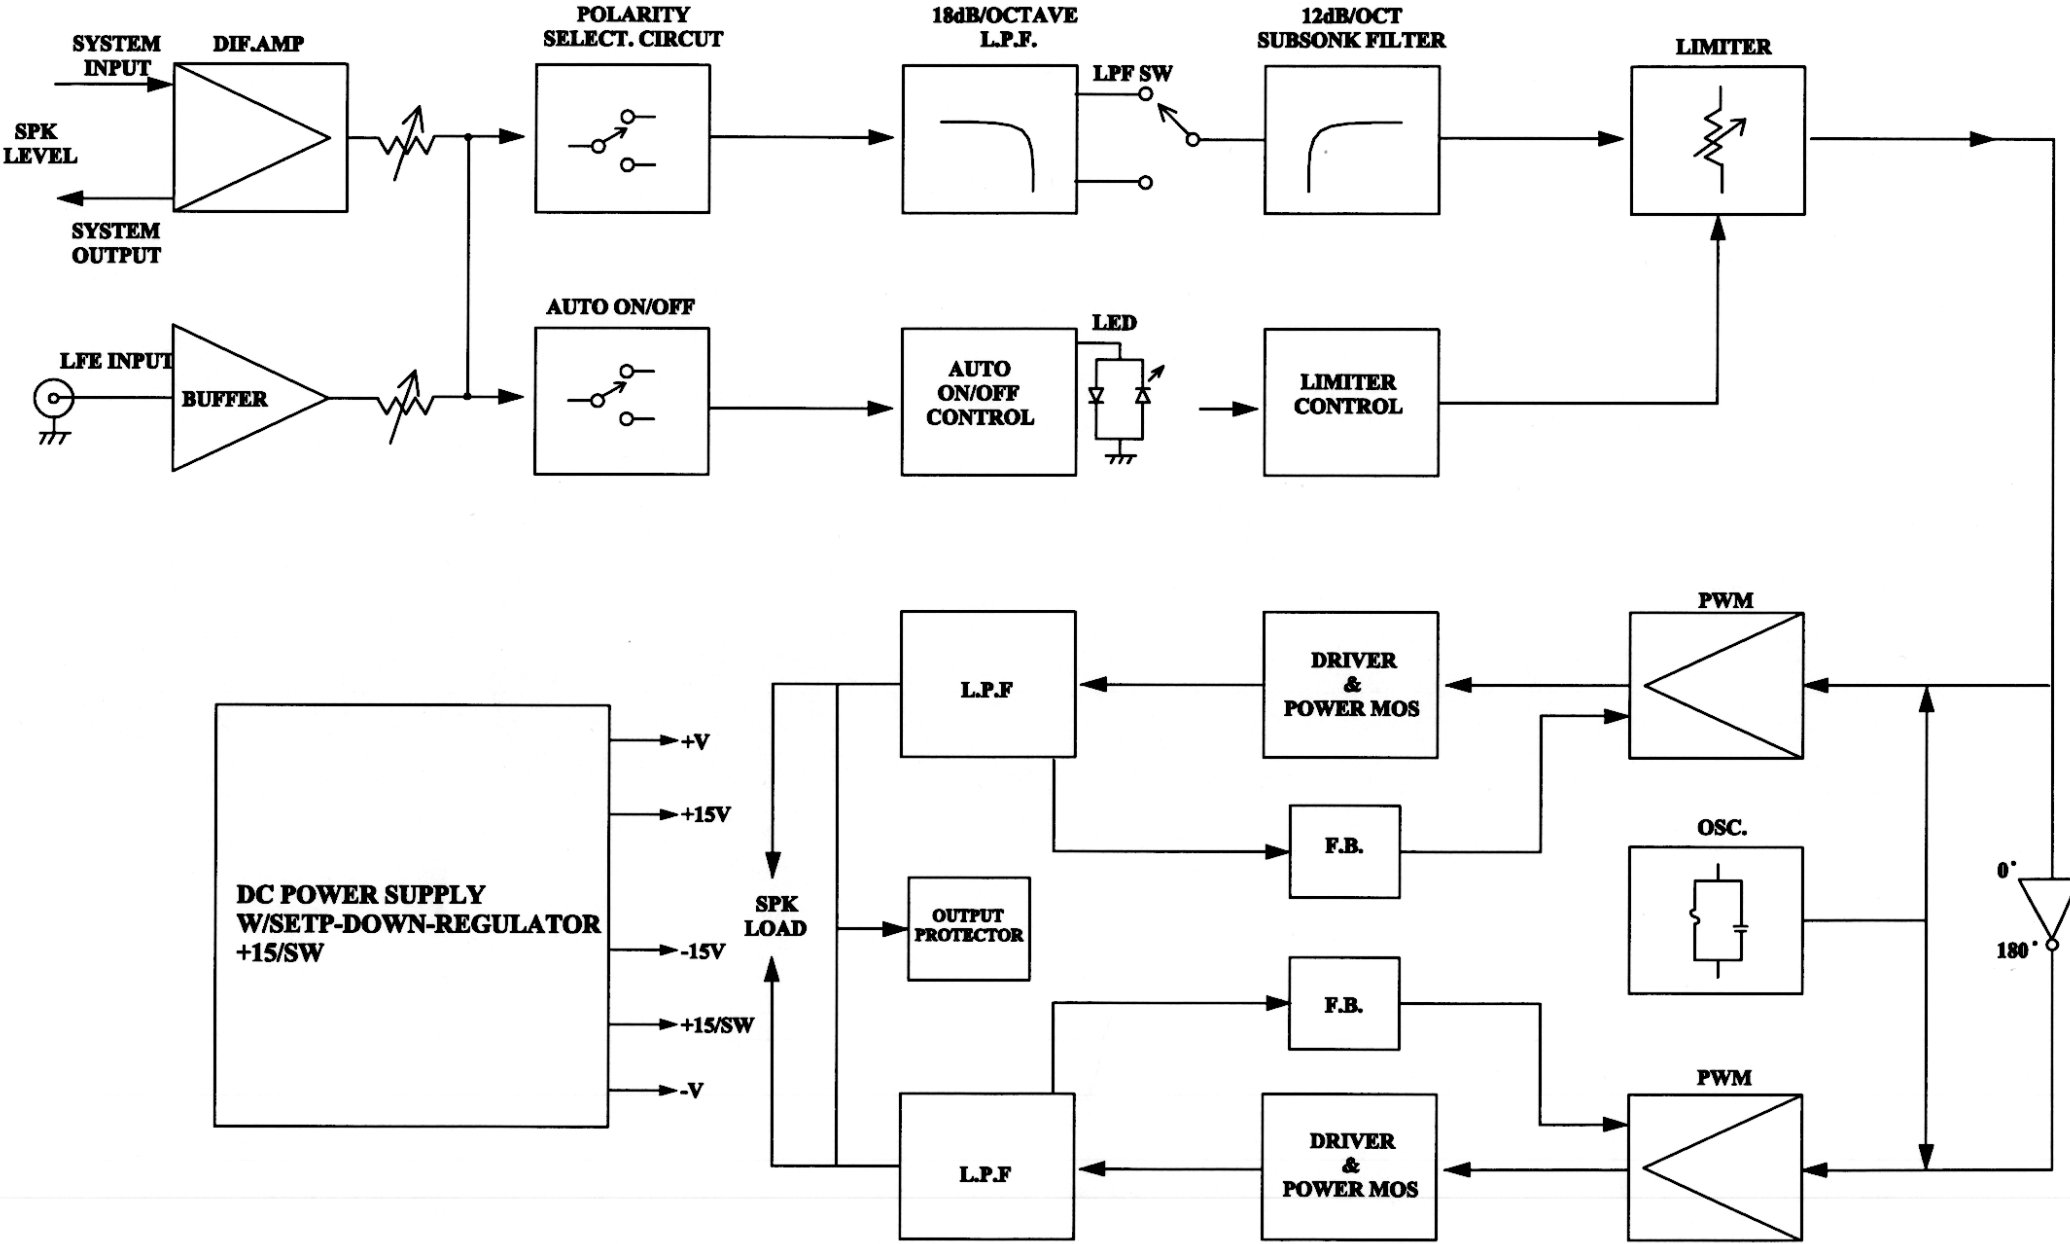 SYSTEM
INPUT
DIF.AMP
POLARITY
SELECT. CIRCUT
18dB/OCTAVE
L.P.F.
LPF SW
12dB/OCT
SUBSONK FILTER
LIMITER
SPK
LEVEL
SYSTEM
OUTPUT
LFE INPUT
BUFFER
AUTO ON/OFF
AUTO
ON/OFF
CONTROL
LED
LIMITER
CONTROL
PWM
DRIVER
&
POWER MOS
L.P.F
F.B.
OSC.
0°
180°
SPK
LOAD
OUTPUT
PROTECTOR
F.B.
PWM
DRIVER
&
POWER MOS
L.P.F
DC POWER SUPPLY
W/SETP-DOWN-REGULATOR
+15/SW
+V
+15V
-15V
+15/SW
-V